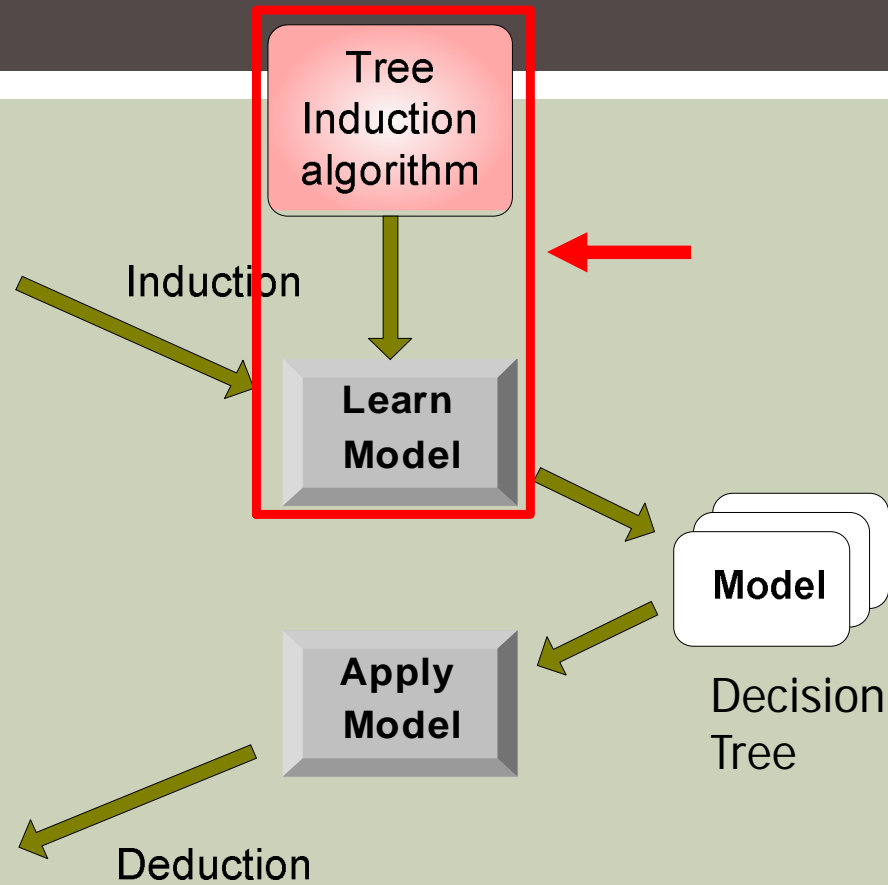 Tree
Induction
algorithm
Induction
Learn
Model
Model
Apply
Model
Decision
Tree
Deduction